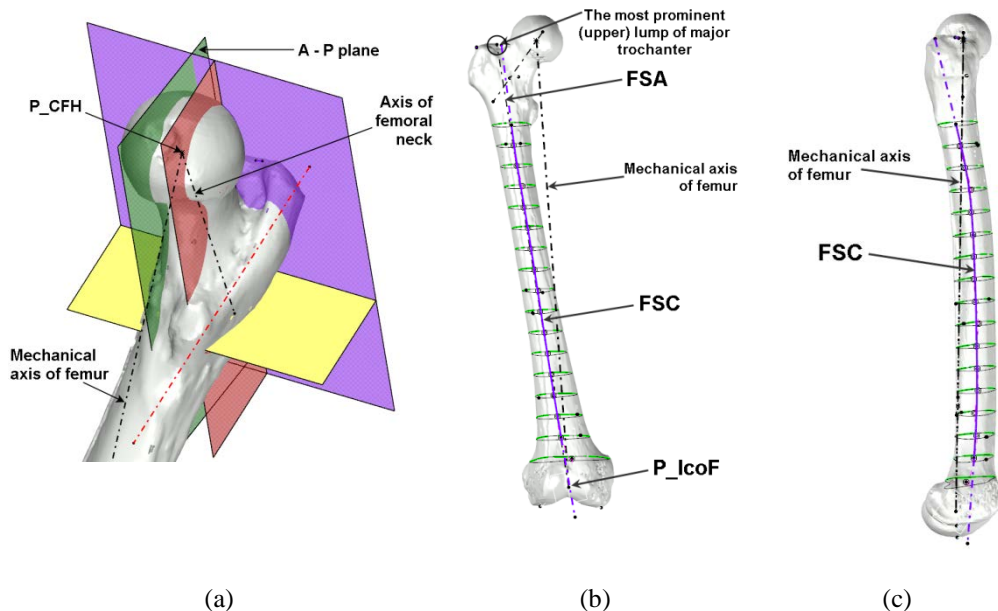 A - P plane
P_CFH
Axis of
femoral
neck
Mechanical
axis of femur
(a)
The most prominent
(upper) lump of major
trochanter
FSA
Mechanical axis
of femur
FSC
P_IcoF
(b)
Mechanical axis
of femur
FSC
(c)